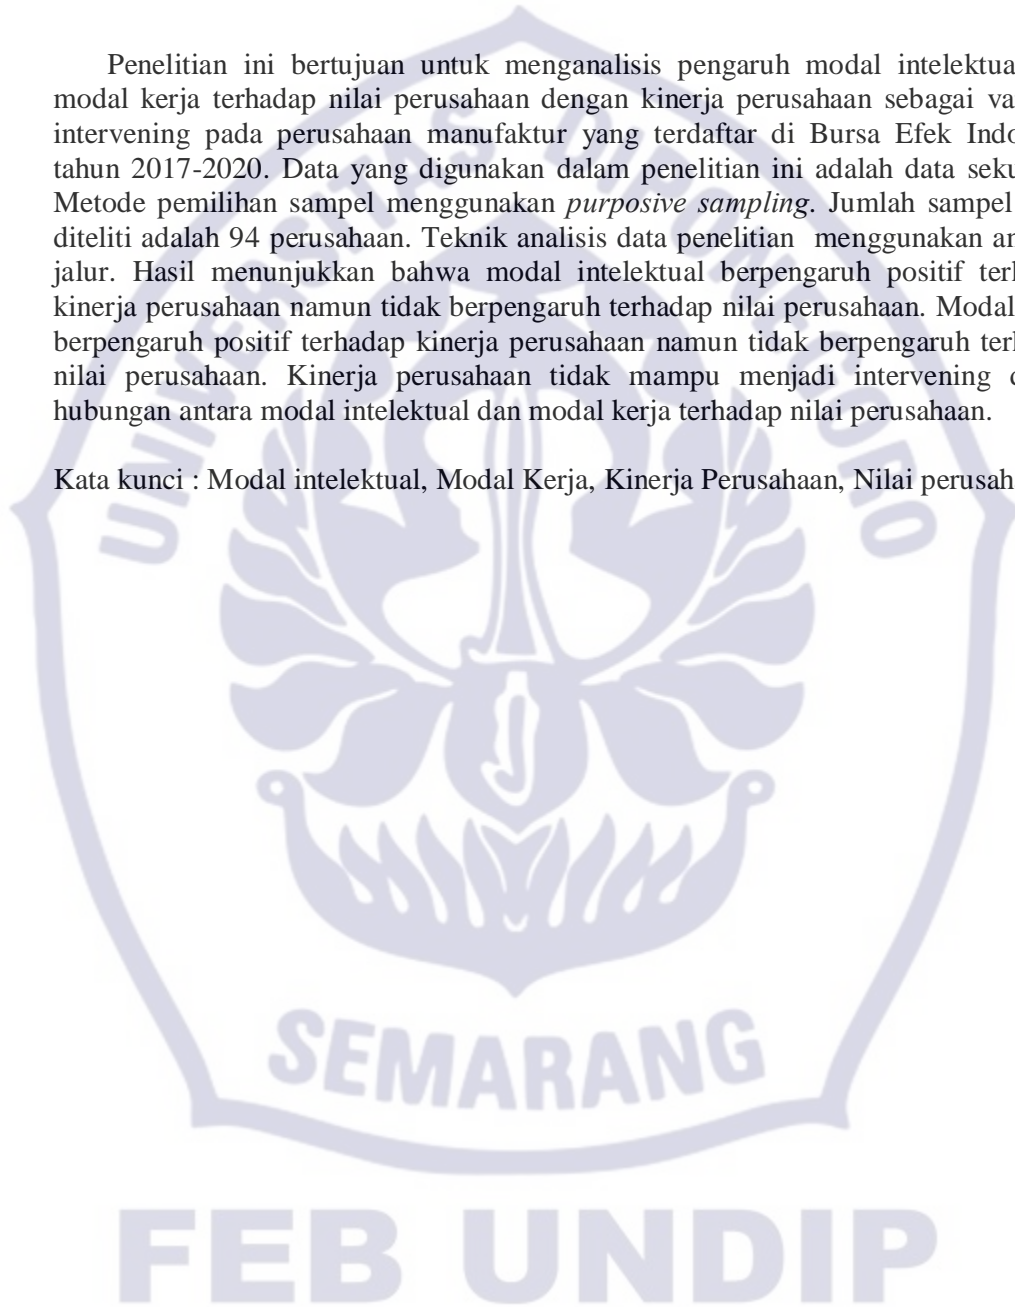 Penelitian ini bertujuan untuk menganalisis pengaruh modal intelektua
modal kerja terhadap nilai perusahaan dengan kinerja perusahaan sebagai va
intervening pada perusahaan manufaktur yang terdaftar di Bursa Efek Indo
tahun 2017-2020. Data yang digunakan dalam penelitian ini adalah data seku
Metode pemilihan sampel menggunakan purposive sampling. Jumlah sampel
diteliti adalah 94 perusahaan. Teknik analisis data penelitian menggunakan an
jalur. Hasil menunjukkan bahwa modal intelektual berpengaruh positif terl
kinerja perusahaan namun tidak berpengaruh terhadap nilai perusahaan. Modal
berpengaruh positif terhadap kinerja perusahaan namun tidak berpengaruh terl
nilai perusahaan. Kinerja perusahaan tidak mampu menjadi intervening
hubungan antara modal intelektual dan modal kerja terhadap nilai perusahaan.
Kata kunci : Modal intelektual, Modal Kerja, Kinerja Perusahaan, Nilai perusah
UNIVERSITAS DIPONEGORO
SEMARANG
FEB UNDIP